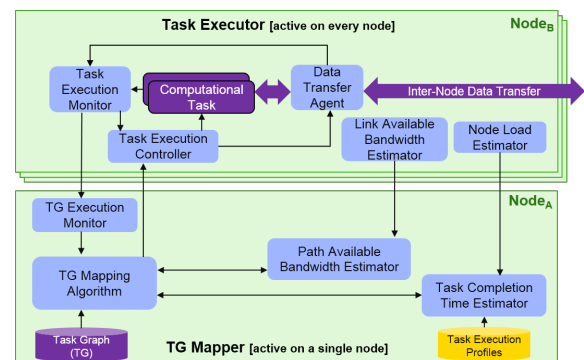 Task Executor [active on every node]
NodeB
Task
Execution
Monitor
Computational
Task
Data
Transfer
Agent
Inter-Node Data Transfer
Task Execution
Controller
Link Available
Bandwidth
Estimator
Node Load
Estimator
NodeA
TG Execution
Monitor
TG Mapping
Algorithm
Path Available
Bandwidth Estimator
Task Completion
Time Estimator
Task Graph
(TG)
TG Mapper [active on a single node]
Task Execution
Profiles